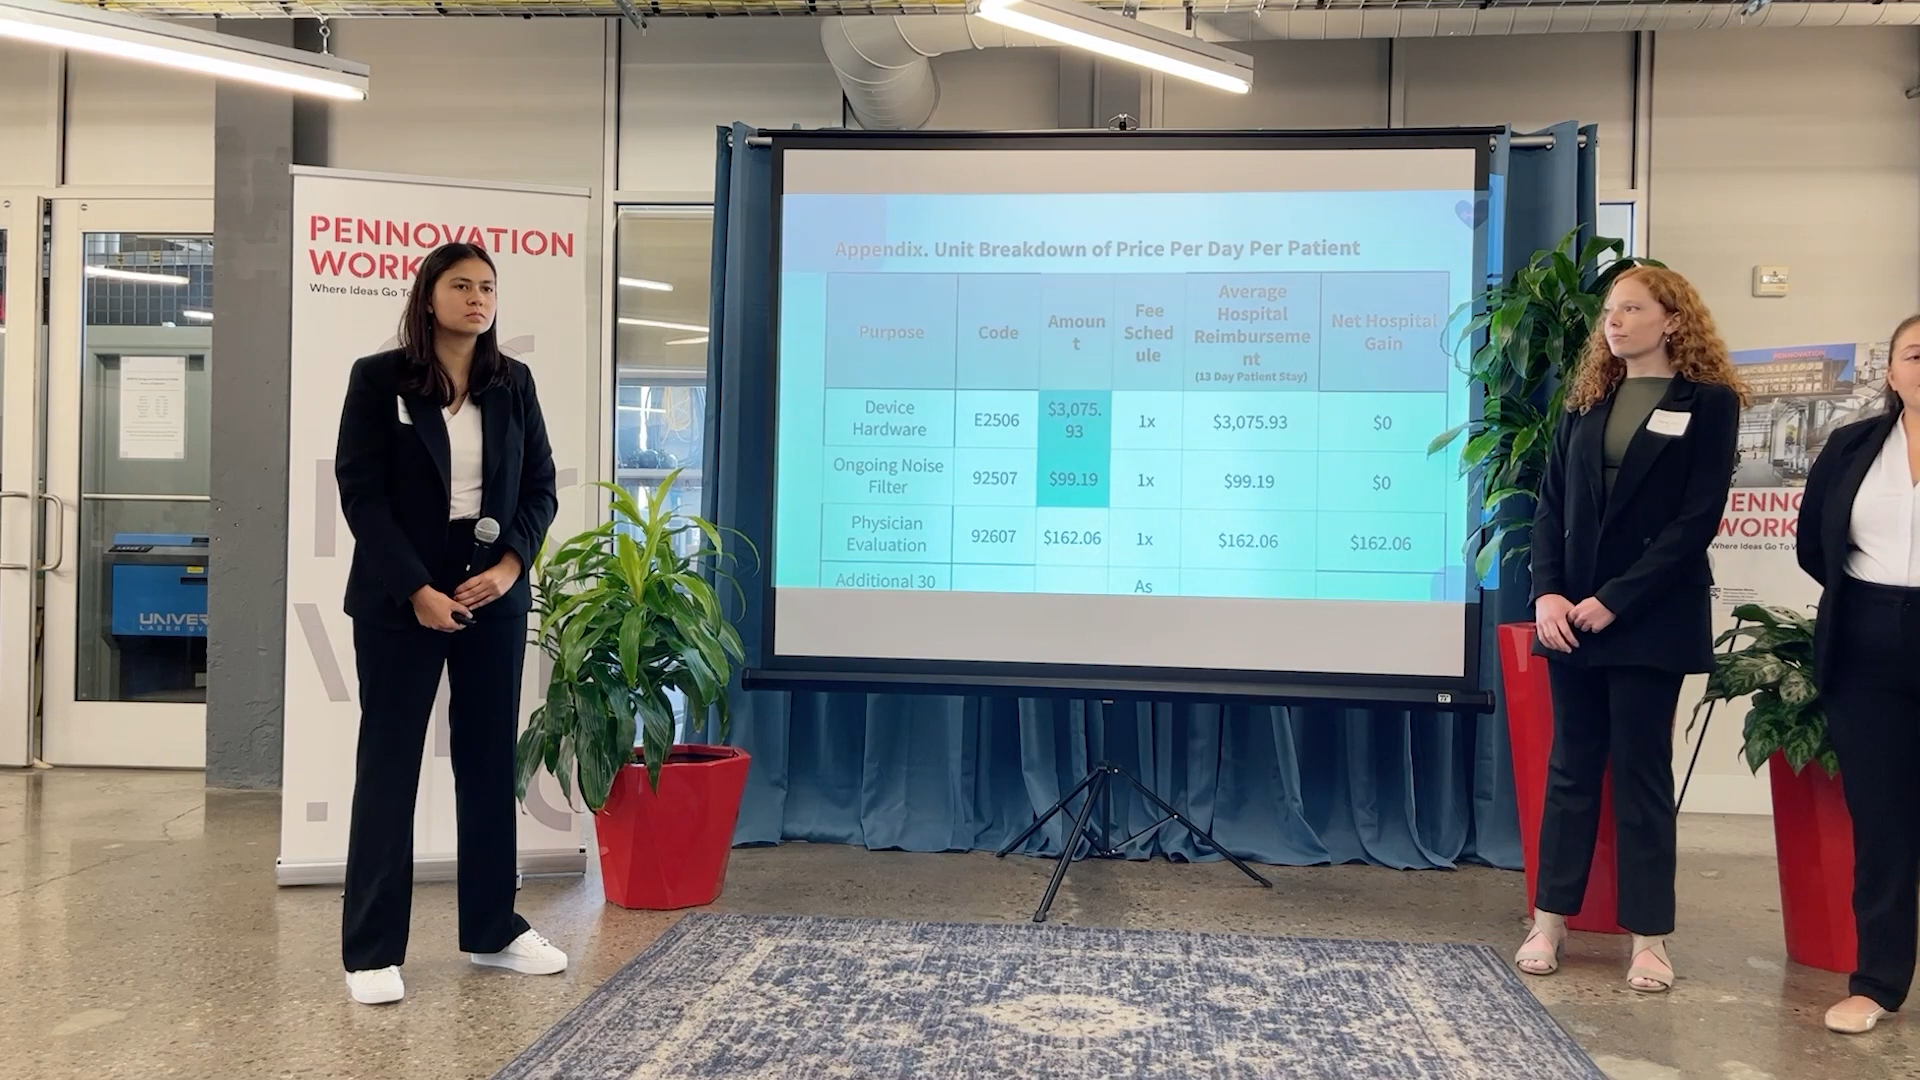 PENNOVATION
WORK
Where Ideas Go To
Appendix. Unit Breakdown of Price Per Day Per Patient
Purpose
Code
Amoun
t
Fee
Sched
ule
Average
Hospital
Reimburseme
nt
(13 Day Patient Stay)
Net Hospital
Gain
Device
Hardware
E2506
$3,075.
93
1x
$3,075.93
$0
Ongoing Noise
Filter
92507
$99.19
1x
$99.19
$0
Physician
Evaluation
92607
$162.06
1x
$162.06
$162.06
Additional 30
As
UNIVER
LASER SY
PENNOVATION
PENNO
WORK
Where Ideas Go To W